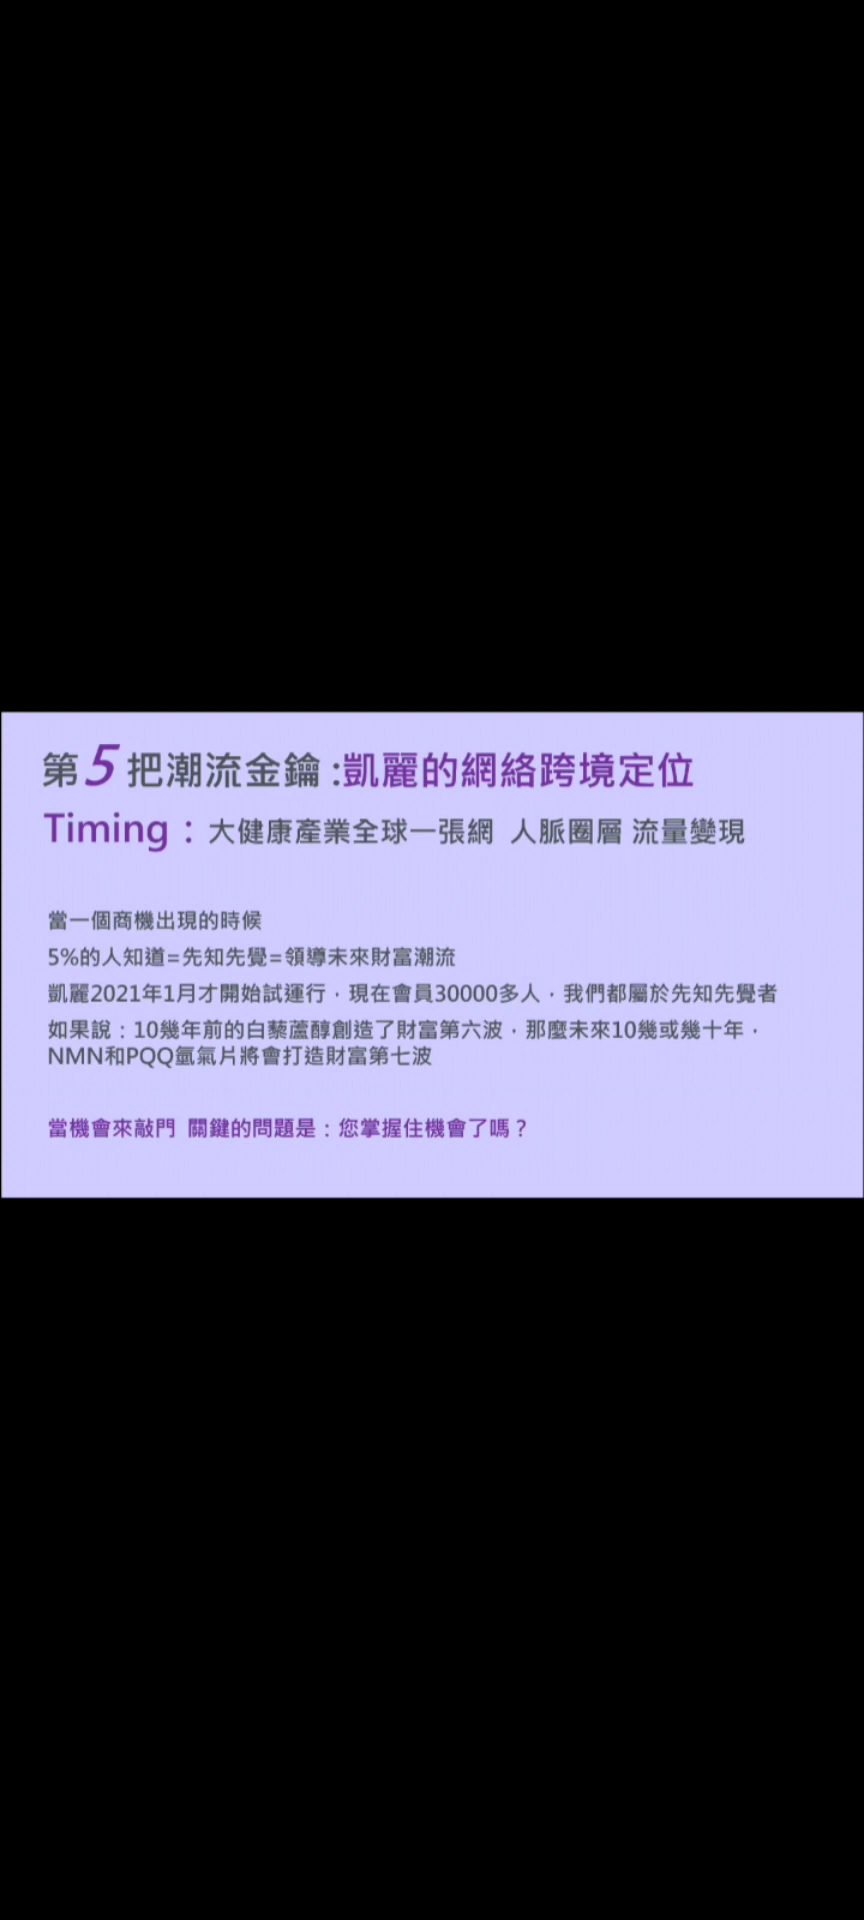 第5把潮流金鑰:凱麗的網絡跨境定位
Timing：大健康產業全球一張網 人脈圈層 流量變現
當一個商機出現的時候
5%的人知道=先知先覺=領導未來財富潮流
凱麗2021年1月才開始試運行，現在會員30000多人，我們都屬於先知先覺者
如果說：10幾年前的白藜蘆醇創造了財富第六波，那麼未來10幾或幾十年，
NMN和PQQ氫氣片將會打造財富第七波
當機會來敲門 關鍵的問題是：您掌握住機會了嗎？